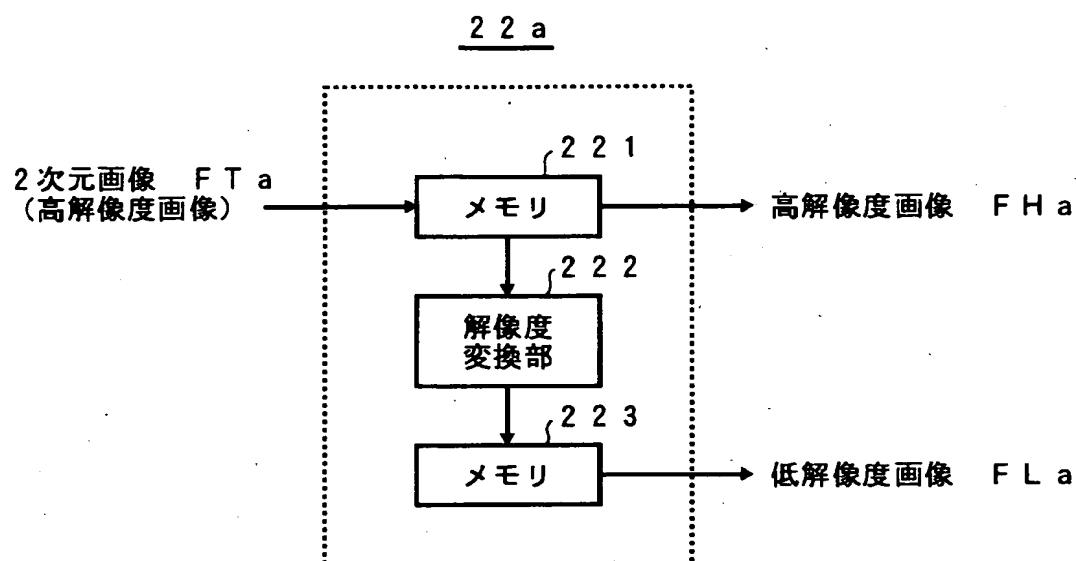 ２２a
２２１
２次元画像　ＦＴa
（高解像度画像）
メモリ
高解像度画像　ＦＨa
２２２
解像度
変換部
２２３
メモリ
低解像度画像　ＦＬa